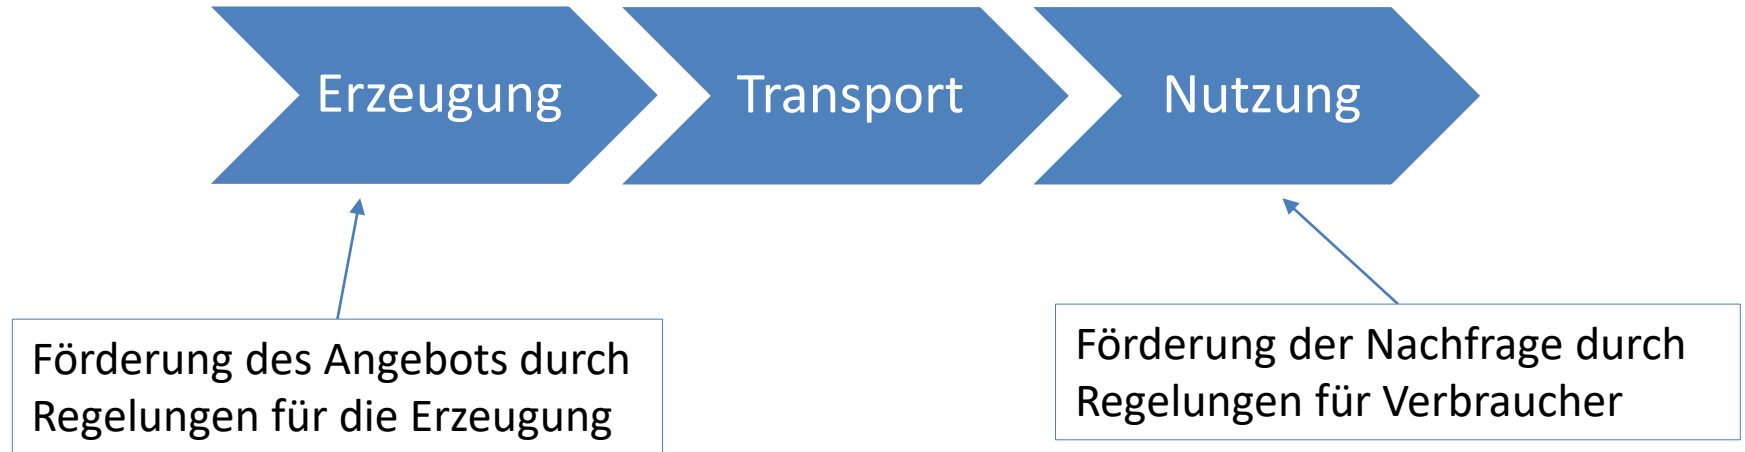 Erzeugung
Transport
Nutzung
Förderung des Angebots durch
Regelungen für die Erzeugung
Förderung der Nachfrage durch
Regelungen für Verbraucher